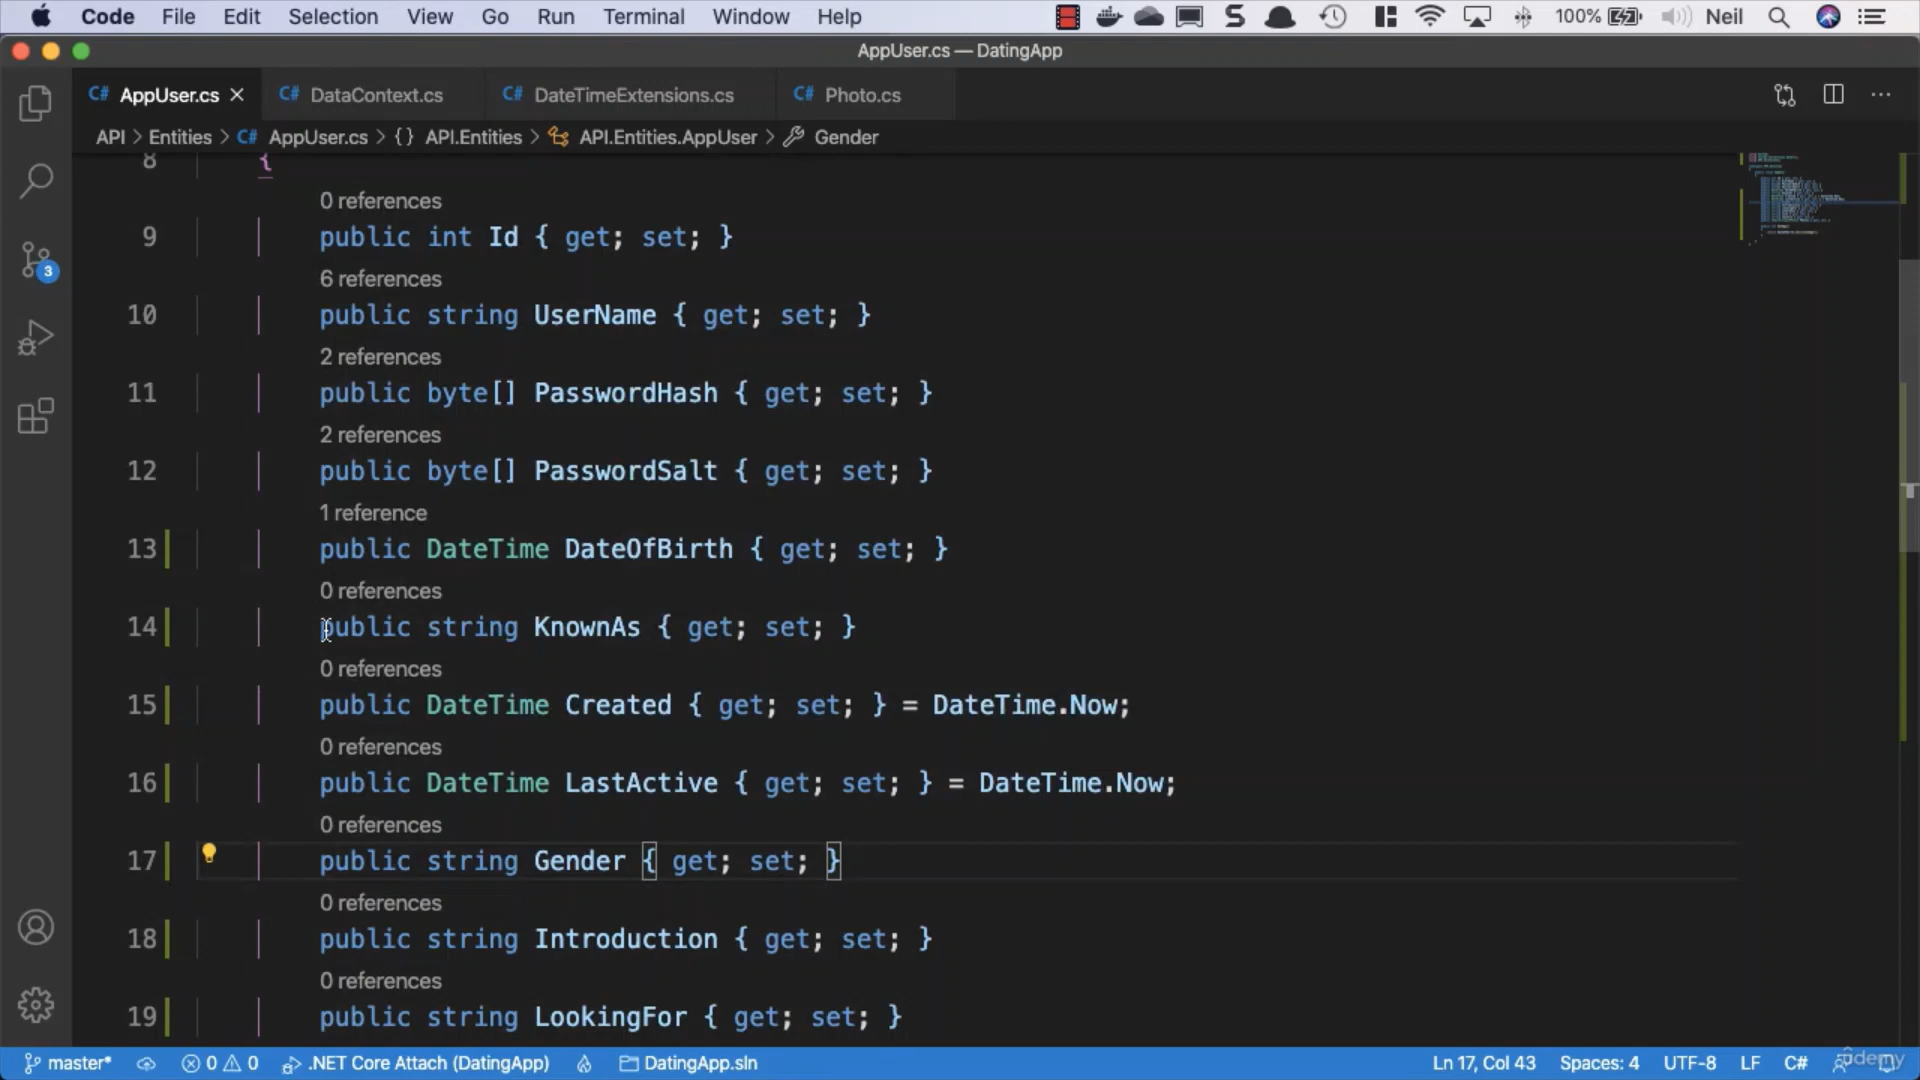 Code File Edit Selection View Go Run Terminal Window Help 100% Neil
AppUser.cs — DatingApp
C# AppUser.cs C# DataContext.cs C# DateTimeExtensions.cs C# Photo.cs
API > Entities > C# AppUser.cs > {} API.Entities > API.Entities.AppUser > Gender
8 {
0 references
9 public int Id { get; set; }
6 references
10 public string UserName { get; set; }
2 references
11 public byte[] PasswordHash { get; set; }
2 references
12 public byte[] PasswordSalt { get; set; }
1 reference
13 public DateTime DateOfBirth { get; set; }
0 references
14 public string KnownAs { get; set; }
0 references
15 public DateTime Created { get; set; } = DateTime.Now;
0 references
16 public DateTime LastActive { get; set; } = DateTime.Now;
0 references
17 public string Gender { get; set; }
0 references
18 public string Introduction { get; set; }
0 references
19 public string LookingFor { get; set; }
3
master* 0 0 .NET Core Attach (DatingApp) DatingApp.sln Ln 17, Col 43 Spaces: 4 UTF-8 LF C#
udemy